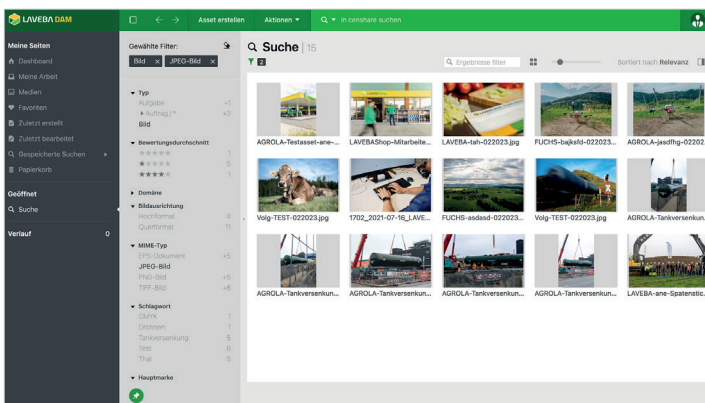 LAVEBA DAM
Asset erstellen
Aktionen
In censhare suchen
Meine Seiten
Dashboard
Meine Arbeit
Medien
Favoriten
Zuletzt erstellt
Zuletzt bearbeitet
Gespeicherte Suchen
Papierkorb
Geöffnet
Suche
Verlauf 0
Gewählte Filter:
Bild × JPEG-Bild ×
Typ
Aufgabe +1
Auftrag / * +2
Bild
Bewertungsdurchschnitt
★★★★★ 1
★★★★★ 5
★★★★★ 1
Domäne
Bildausrichtung
Hochformat 4
Querformat 11
MIME-Typ
EPS-Dokument +5
JPEG-Bild
PNG-Bild +5
TIFF-Bild +6
Schlagwort
CMYK 1
Drohnen 1
Tankversenkung 5
Test 6
Thal 5
Hauptmarke
Suche | 15
2
Ergebnisse filter
Sortiert nach Relevanz
AGROLA-Testasset-ane-...
LAVEBAShop-Mitarbeite...
LAVEBA-tah-022023.jpg
FUCHS-bajksfd-022023...
AGROLA-jasdfhg-02202
Volg-TEST-022023.jpg
1702_2021-07-16_LAVE...
FUCHS-asdasd-022023...
Volg-TEST-022023.jpg
AGROLA-Tankversenkun...
AGROLA-Tankversenkun...
AGROLA-Tankversenkun...
AGROLA-Tankversenkun...
AGROLA-Tankversenkun...
LAVEBA-ane-Spatenstic...